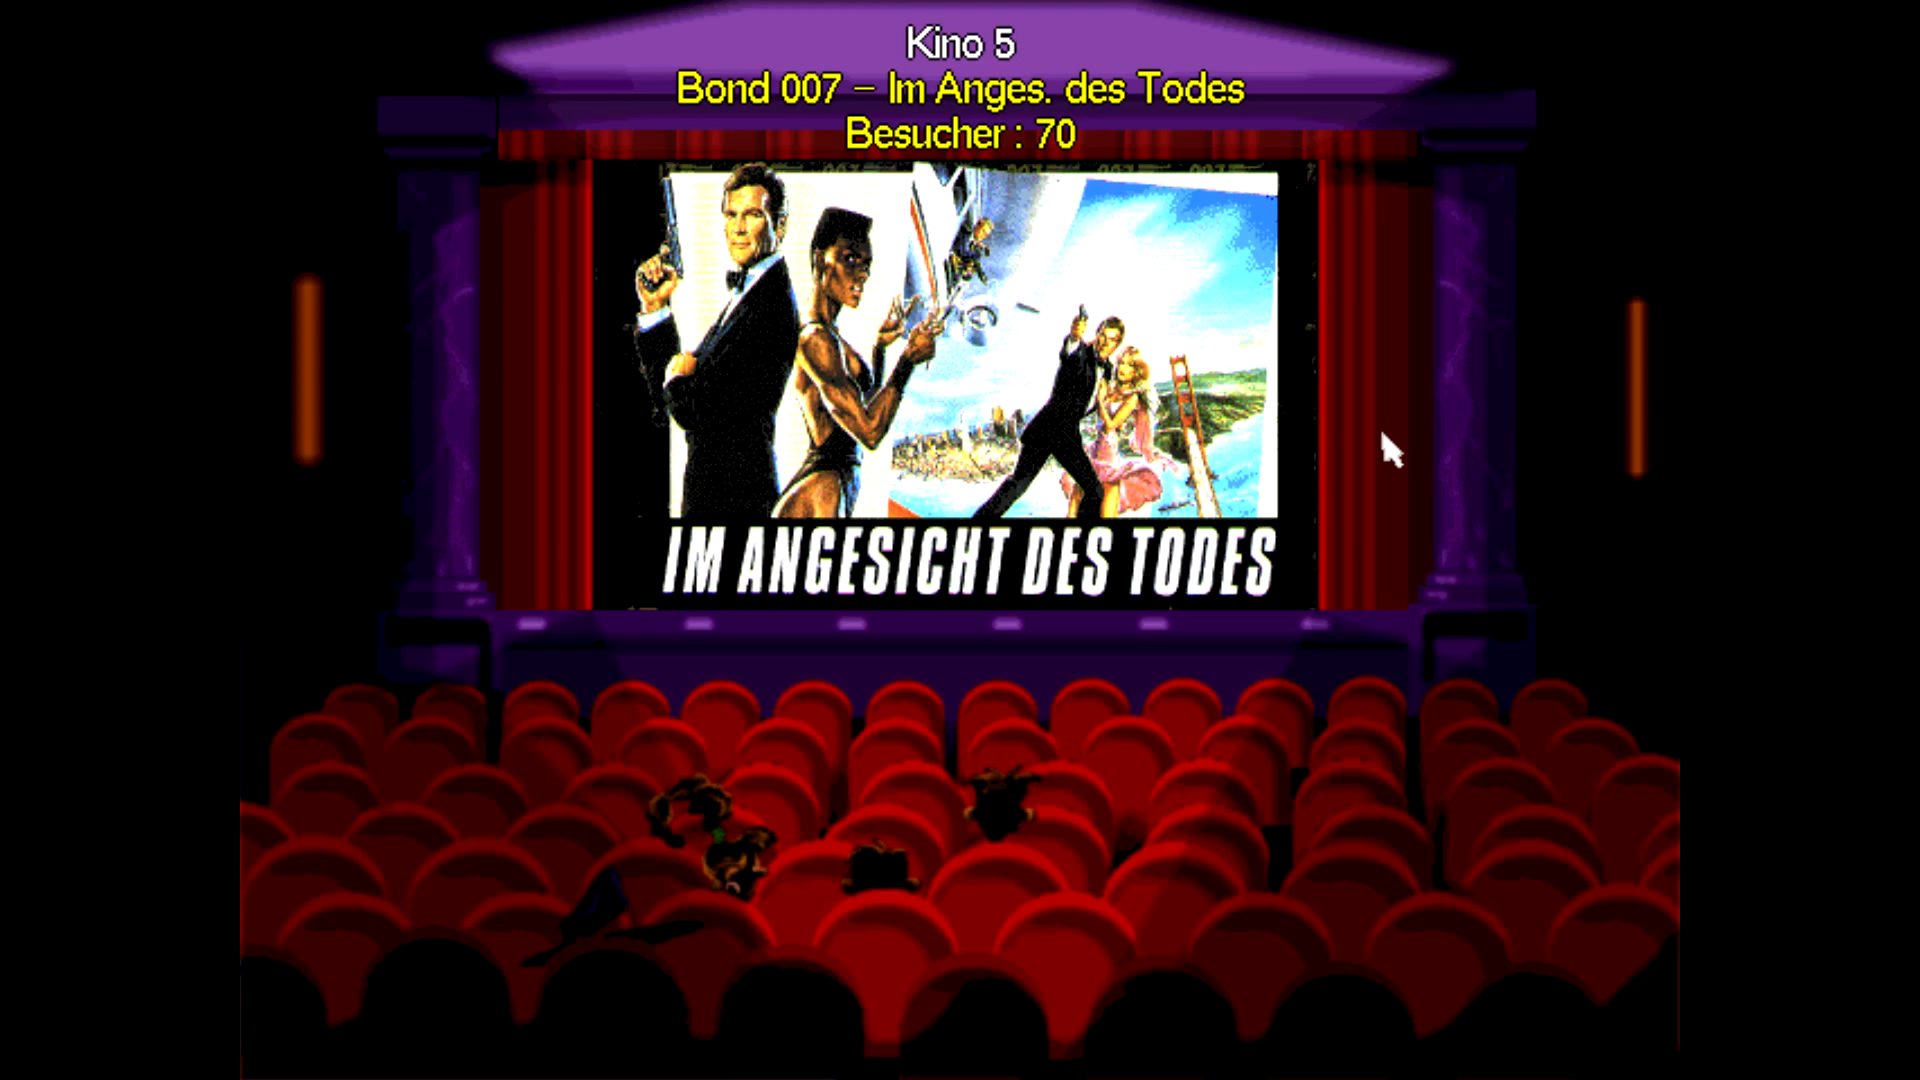 Kino 5
Bond 007 – Im Anges. des Todes
Besucher : 70
IM ANGESICHT DES TODES